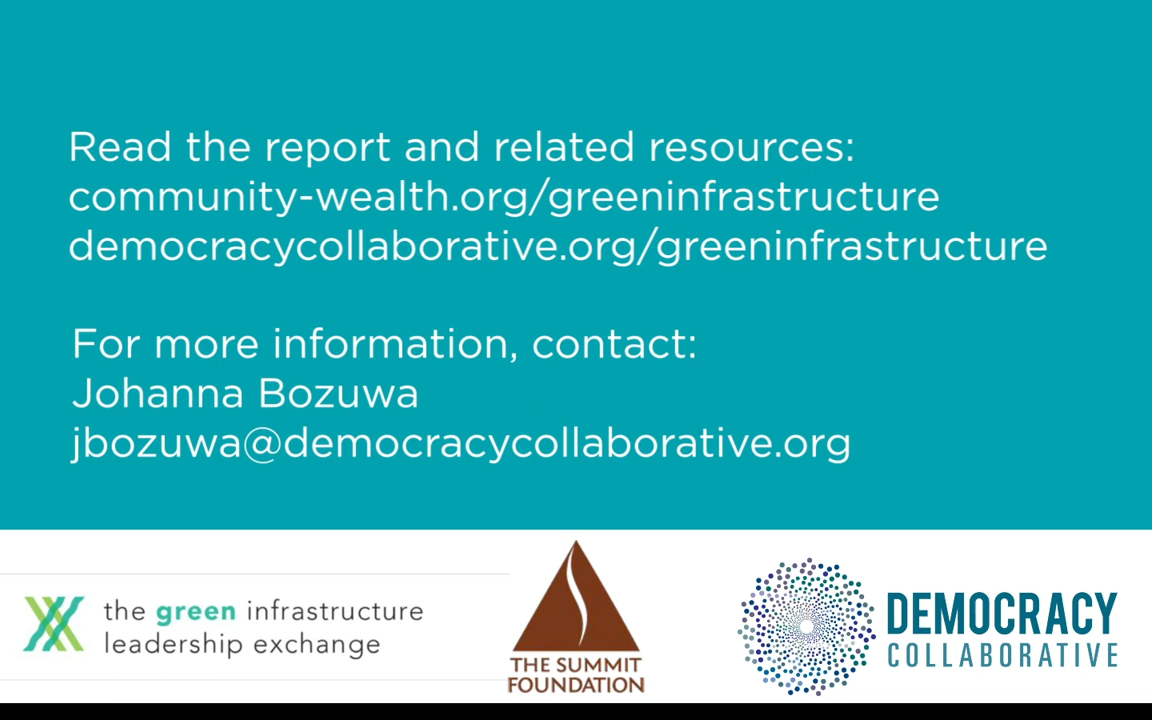 Read the report and related resources:
community-wealth.org/greeninfrastructure
democracycollaborative.org/greeninfrastructure
For more information, contact:
Johanna Bozuwa
jbozuwa@democracycollaborative.org
the green infrastructure
leadership exchange
THE SUMMIT
FOUNDATION
DEMOCRACY
COLLABORATIVE